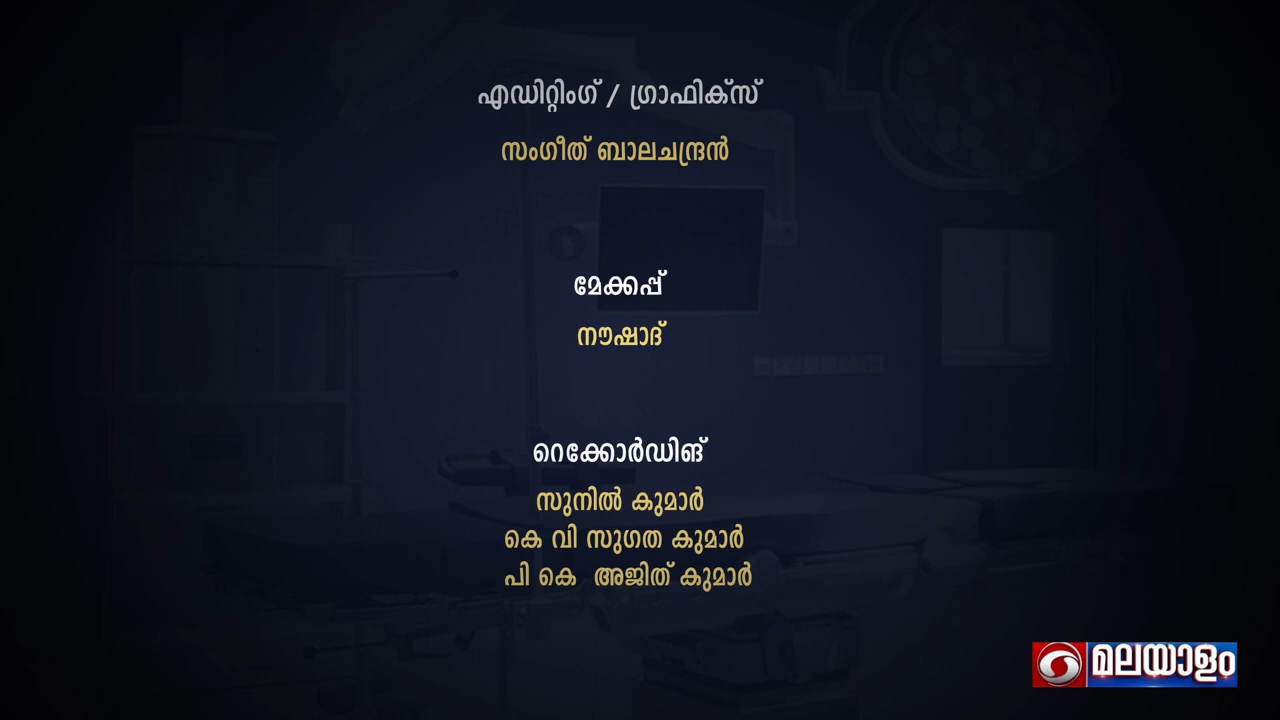 എഡിറ്റിംഗ് / ഗ്രാഫിക്സ്
സംഗീത് ബാലചന്ദ്രൻ
മേക്കപ്പ്
നൗഷാദ്
റെക്കോർഡിങ്
സുനിൽ കുമാർ
കെ വി സുഗത കുമാർ
പി കെ അജിത് കുമാർ
മലയാളം